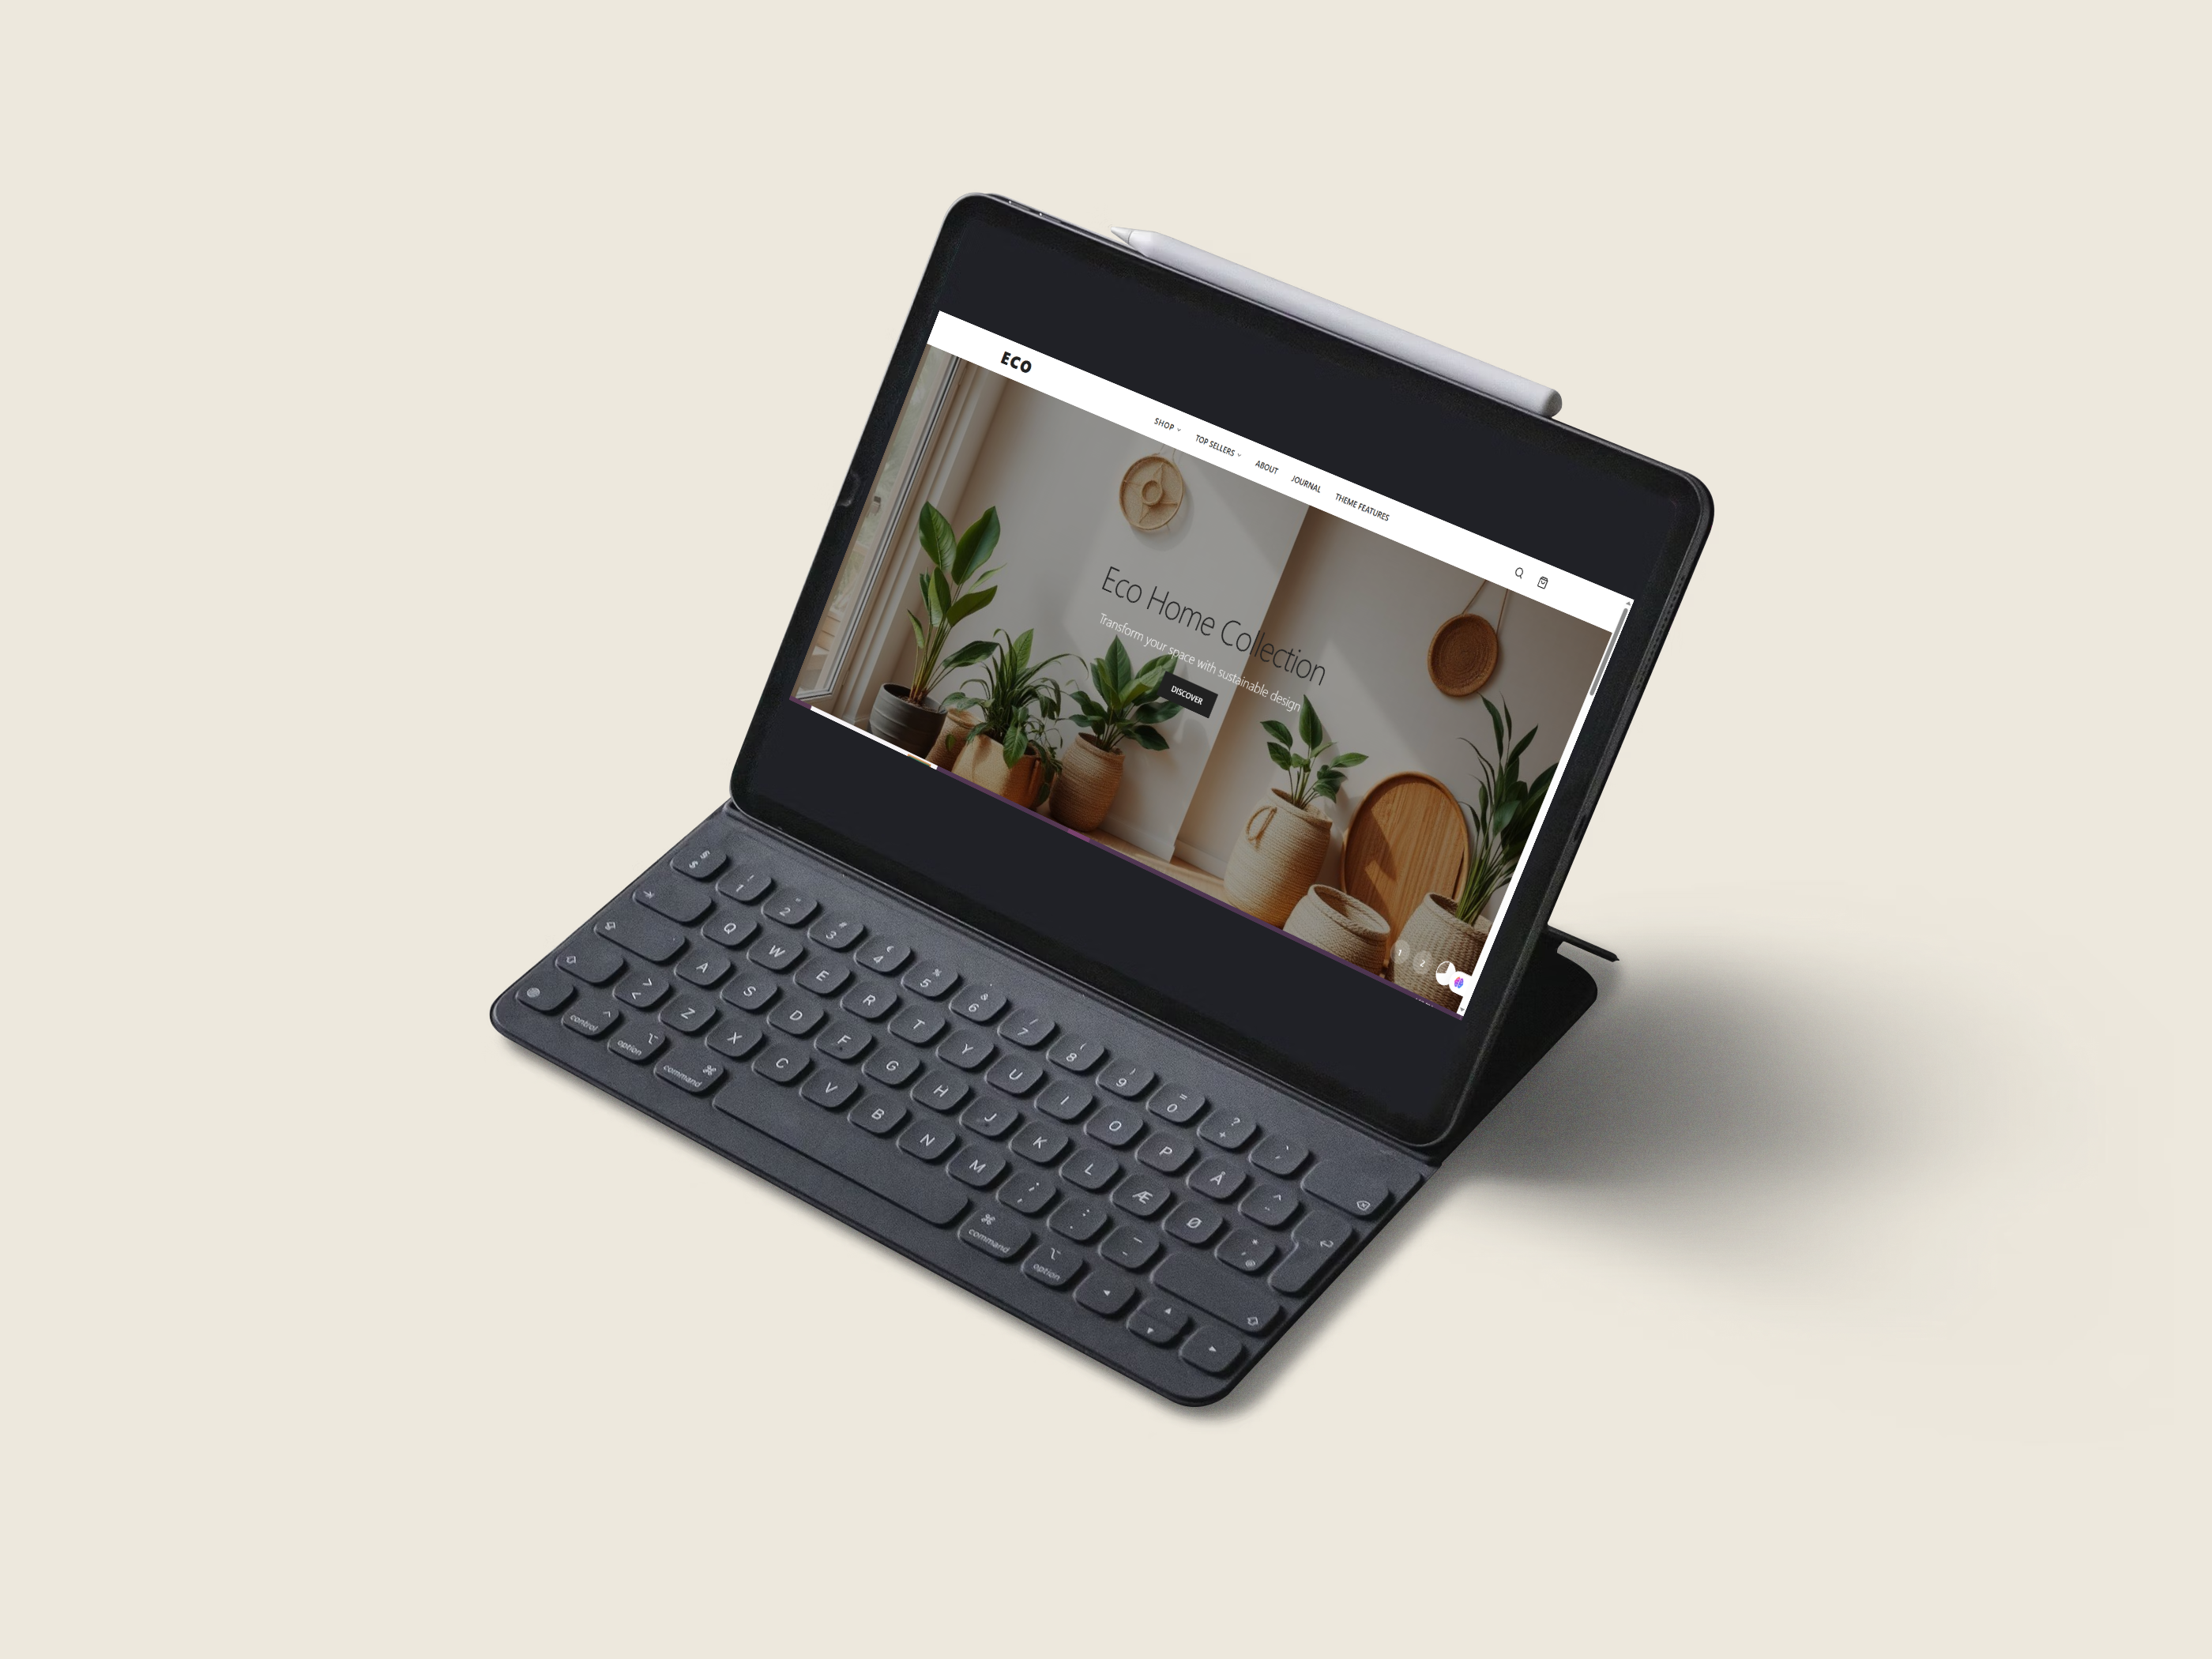 ECO
SHOP TOP SELLERS ABOUT JOURNAL THEME FEATURES
Eco Home Collection
Transform your space with sustainable design
DISCOVER
1 2
§ $
! 1
" 2
# 3
€ 4
% 5
& 6
/ 7
( 8
) 9
= 0
? +
Q W E R T Y U I O P Å ^ ¨
A S D F G H J K L Æ Ø * ' @
> < Z X C V B N M ; , : . _ -
control option command command option